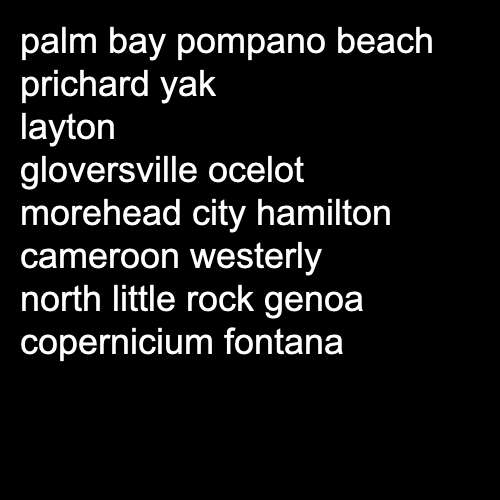 palm bay pompano beach
prichard yak
layton
gloversville ocelot
morehead city hamilton
cameroon westerly
north little rock genoa
copernicium fontana